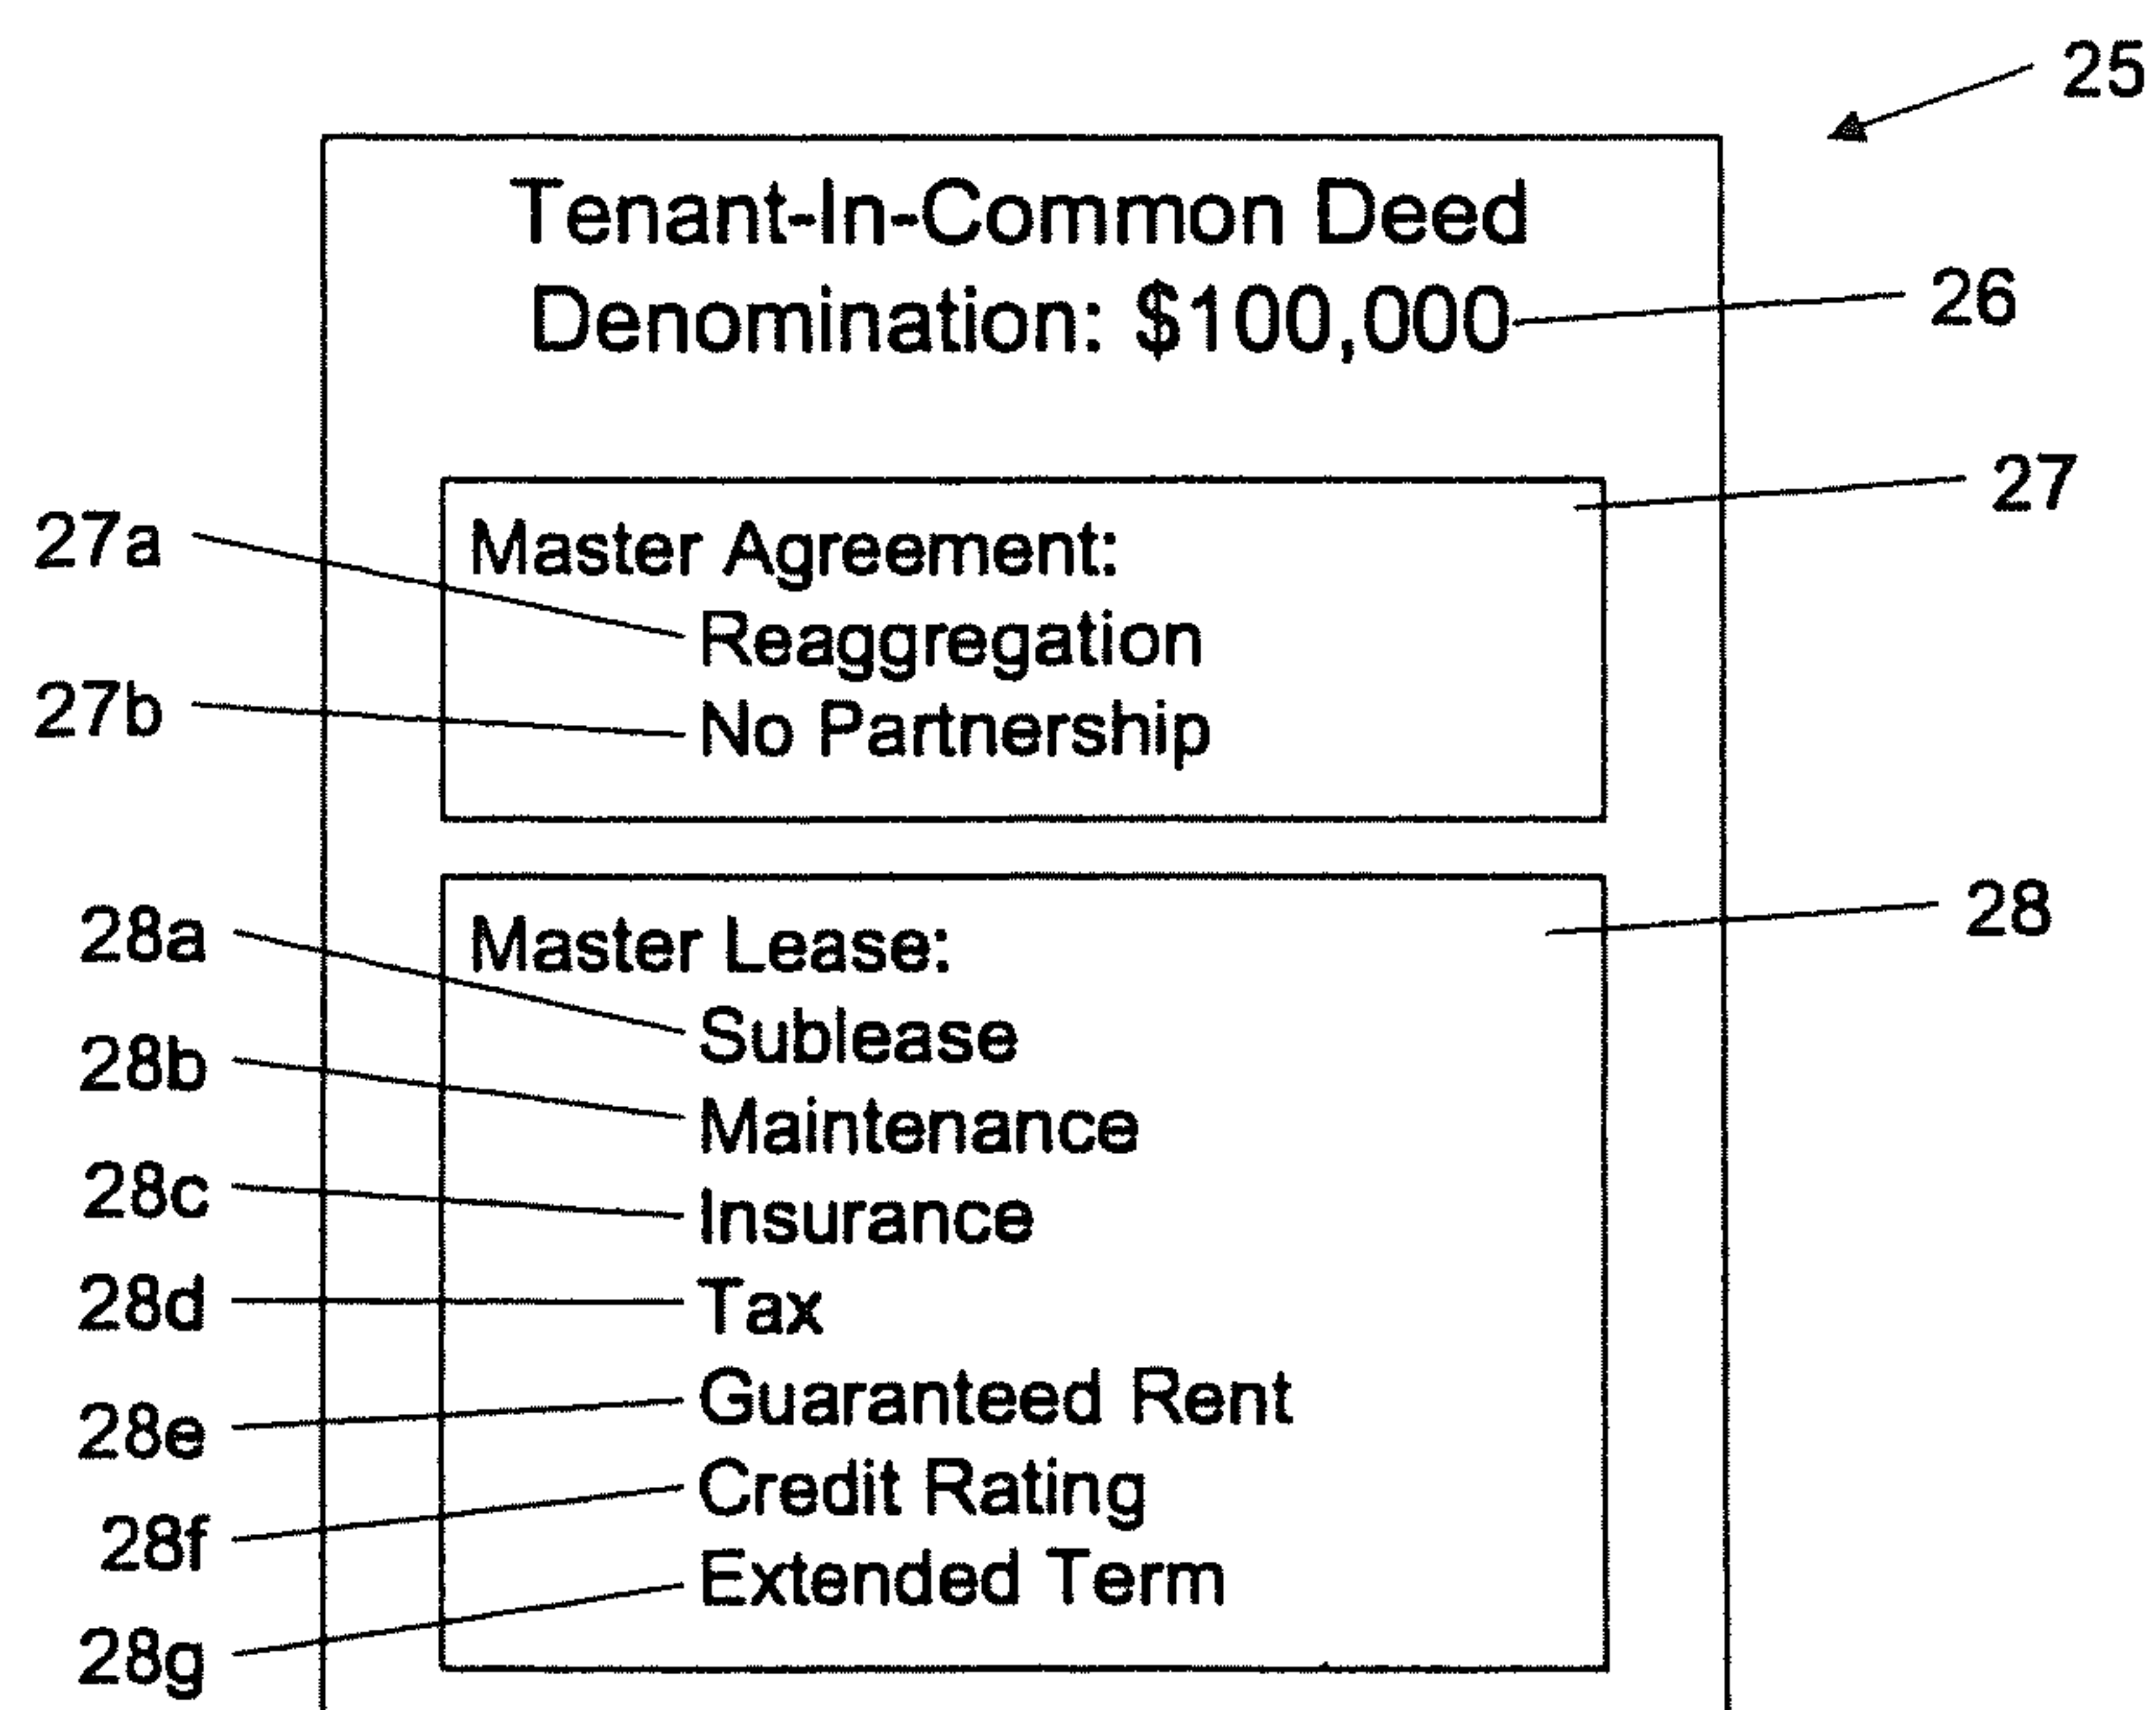 25
Tenant-In-Common Deed
Denomination: $100,000
26
27
Master Agreement:
27a
Reaggregation
27b
No Partnership
28
Master Lease:
28a
Sublease
28b
Maintenance
28c
Insurance
28d
Tax
28e
Guaranteed Rent
28f
Credit Rating
28g
Extended Term